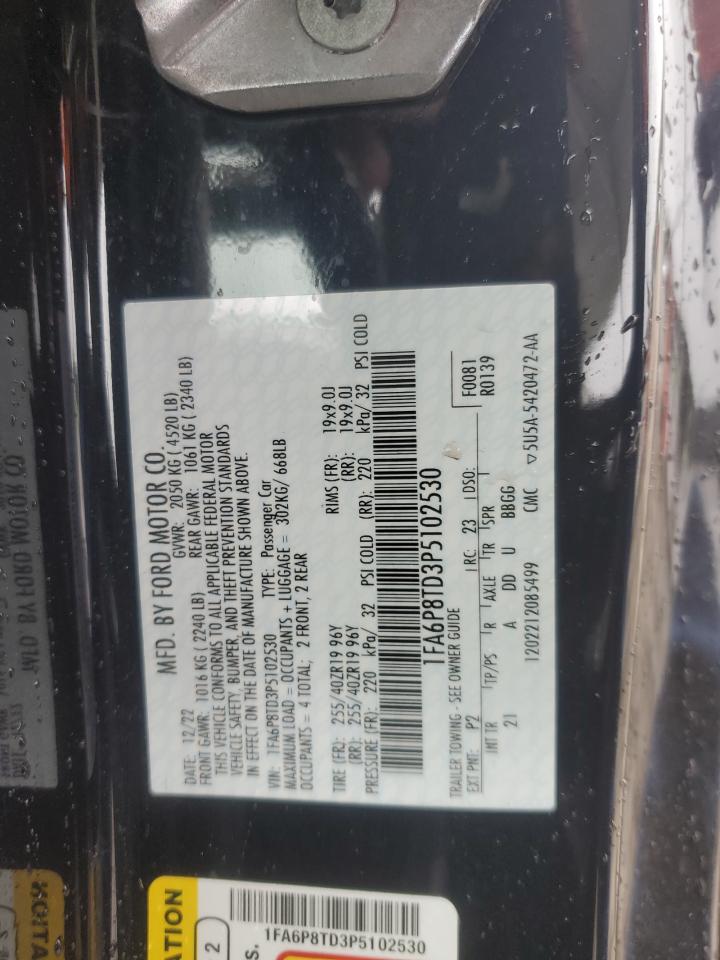 MFD. BY FORD MOTOR CO.
DATE: 12/22 GVWR: 2050 KG ( 4520 LB)
FRONT GAWR: 1016 KG ( 2240 LB) REAR GAWR: 1061 KG ( 2340 LB)
THIS VEHICLE CONFORMS TO ALL APPLICABLE FEDERAL MOTOR
VEHICLE SAFETY, BUMPER, AND THEFT PREVENTION STANDARDS
IN EFFECT ON THE DATE OF MANUFACTURE SHOWN ABOVE.
VIN: 1FA6P8TD3P5102530 TYPE: Passenger Car
MAXIMUM LOAD = OCCUPANTS + LUGGAGE = 302KG/ 668LB
OCCUPANTS = 4 TOTAL; 2 FRONT, 2 REAR
TIRE (FR): 255/40ZR19 96Y RIMS (FR): 19x9.0J
(RR): 255/40ZR19 96Y (RR): 19x9.0J
PRESSURE (FR): 220 kPa/ 32 PSI COLD (RR): 220 kPa/ 32 PSI COLD
1FA6P8TD3P5102530
TRAILER TOWING - SEE OWNER GUIDE
EXT PNT: P2 RC: 23 DSO: F0081
INT TR TP/PS R AXLE TR SPR R0139
21 A DD U BBGG
1202212085499 CMC ▽5U5A-5420472-AA
ATION
2
S.
1FA6P8TD3P5102530